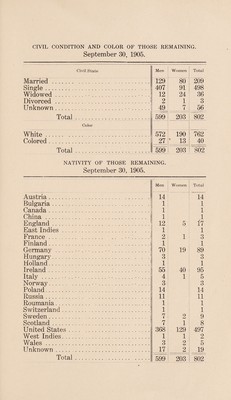 CIVIL CONDITION AND COLOR OF THOSE REMAINING.
September 30, 1905.
Civil State. Men Women Total
Married 129 80 209
Single 407 91 498
Widowed 12 24 36
Divorced 2 1 3
Unknown 49 7 56
Total 599 203 802
Color
White 572 190 762
Colored 27 13 40
Total 599 203 802
NATIVITY OF THOSE REMAINING.
September 30, 1905.
Men Women Total
Austria 14 14
Bulgaria 1 1
Canada 1 1
China 1 1
England 12 5 17
East Indies 1 1
France 2 1 3
Finland 1 1
Germany 70 19 89
Hungary 3 3
Holland 1 1
Ireland 55 40 95
Italy 4 1 5
Norway 3 3
Poland 14 14
Russia 11 11
Roumania 1 1
Switzerland 1 1
Sweden 7 2 9
Scotland 7 1 8
United States 368 129 497
West Indies 1 1 2
Wales 3 2 5
Unknown 17 2 19
Total 599 203 802